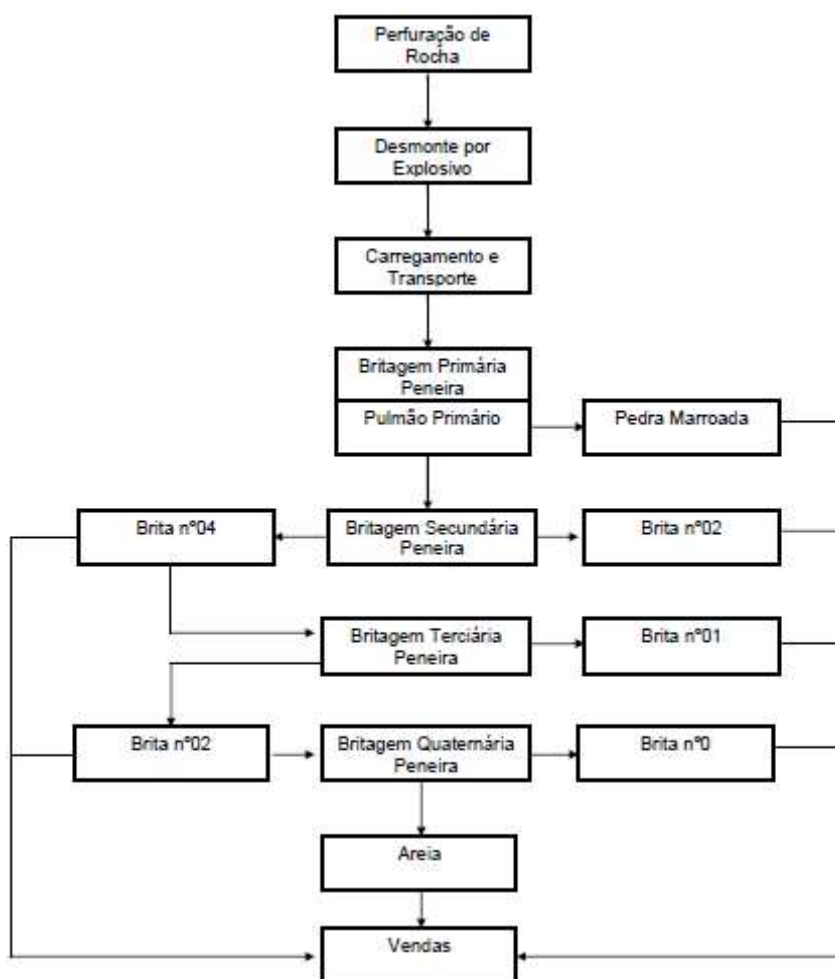 Perfuração de
Rocha
Desmonte por
Explosivo
Carregamento e
Transporte
Britagem Primária
Peneira
Pulmão Primário
Pedra Marroada
Brita nº04
Britagem Secundária
Peneira
Brita nº02
Britagem Terciária
Peneira
Brita nº01
Brita nº02
Britagem Quaternária
Peneira
Brita nº0
Areia
Vendas